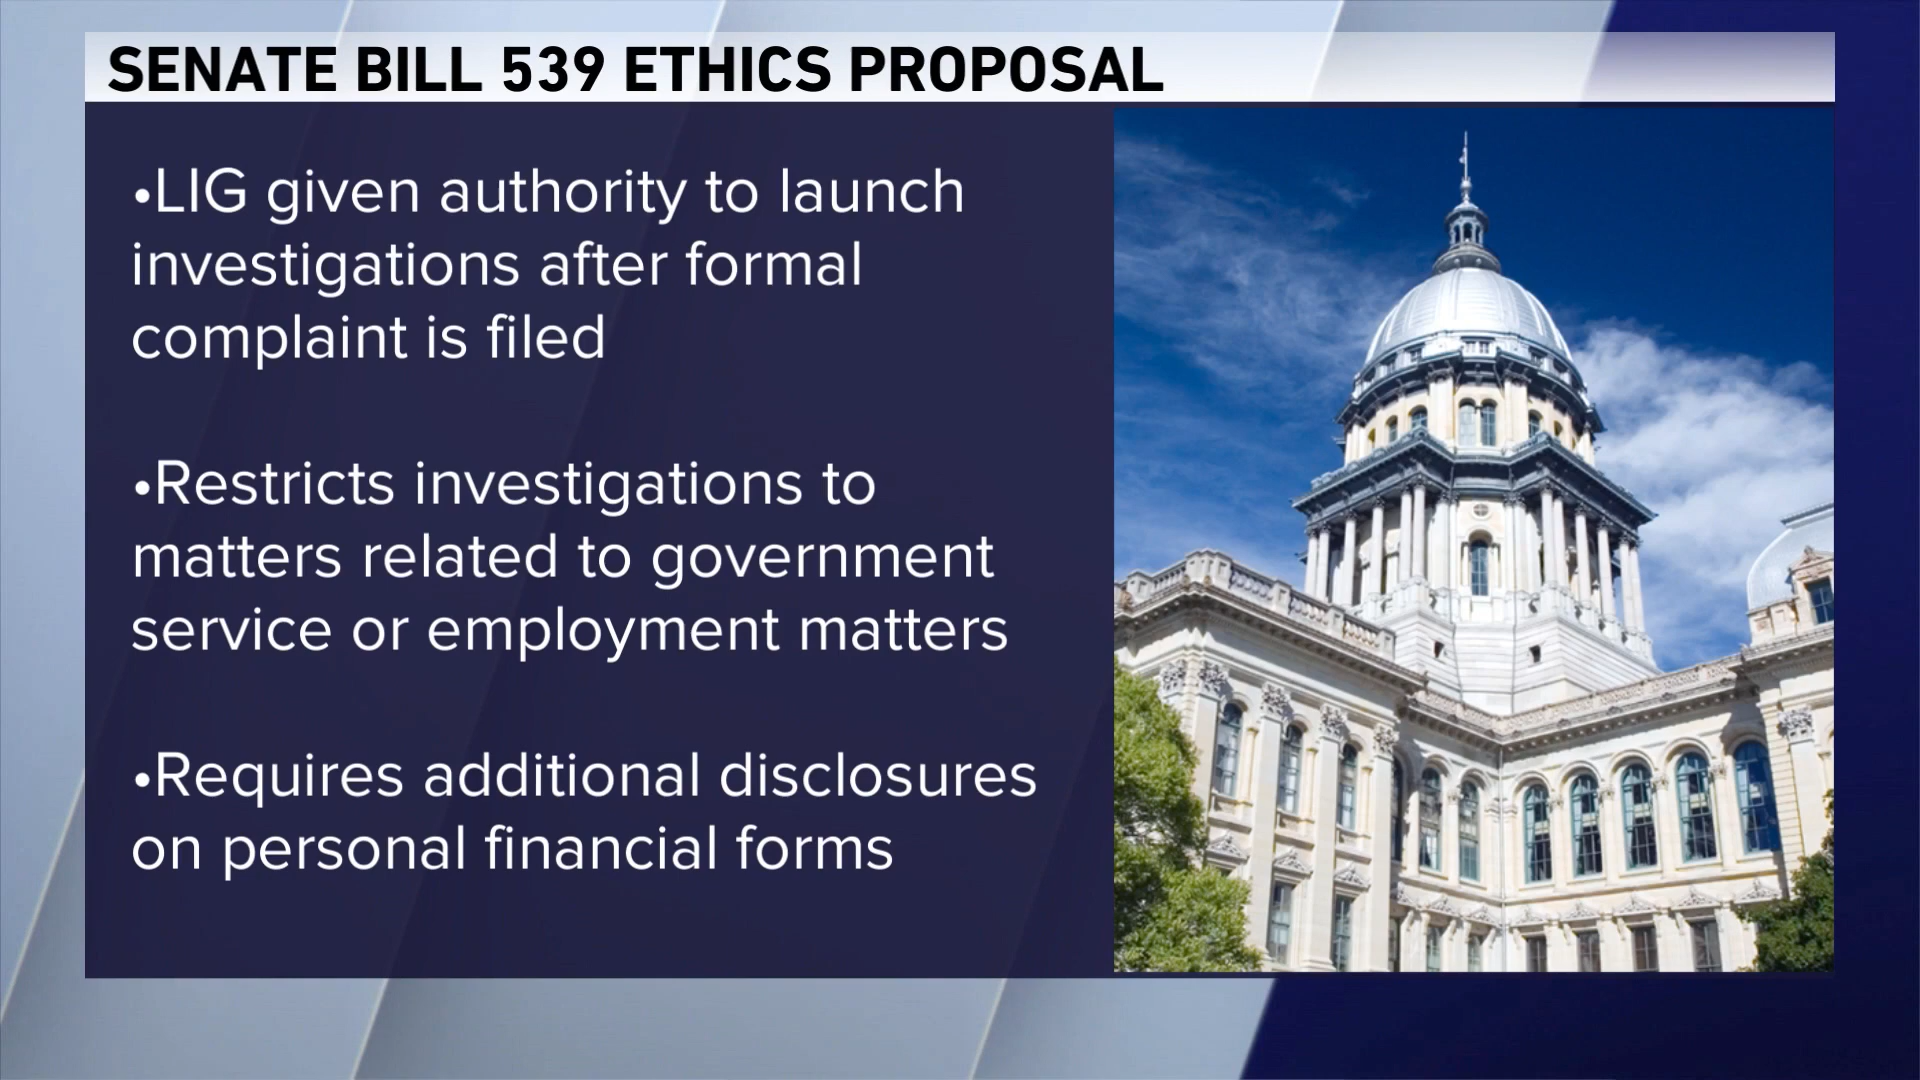 SENATE BILL 539 ETHICS PROPOSAL
•LIG given authority to launch
investigations after formal
complaint is filed
•Restricts investigations to
matters related to government
service or employment matters
•Requires additional disclosures
on personal financial forms